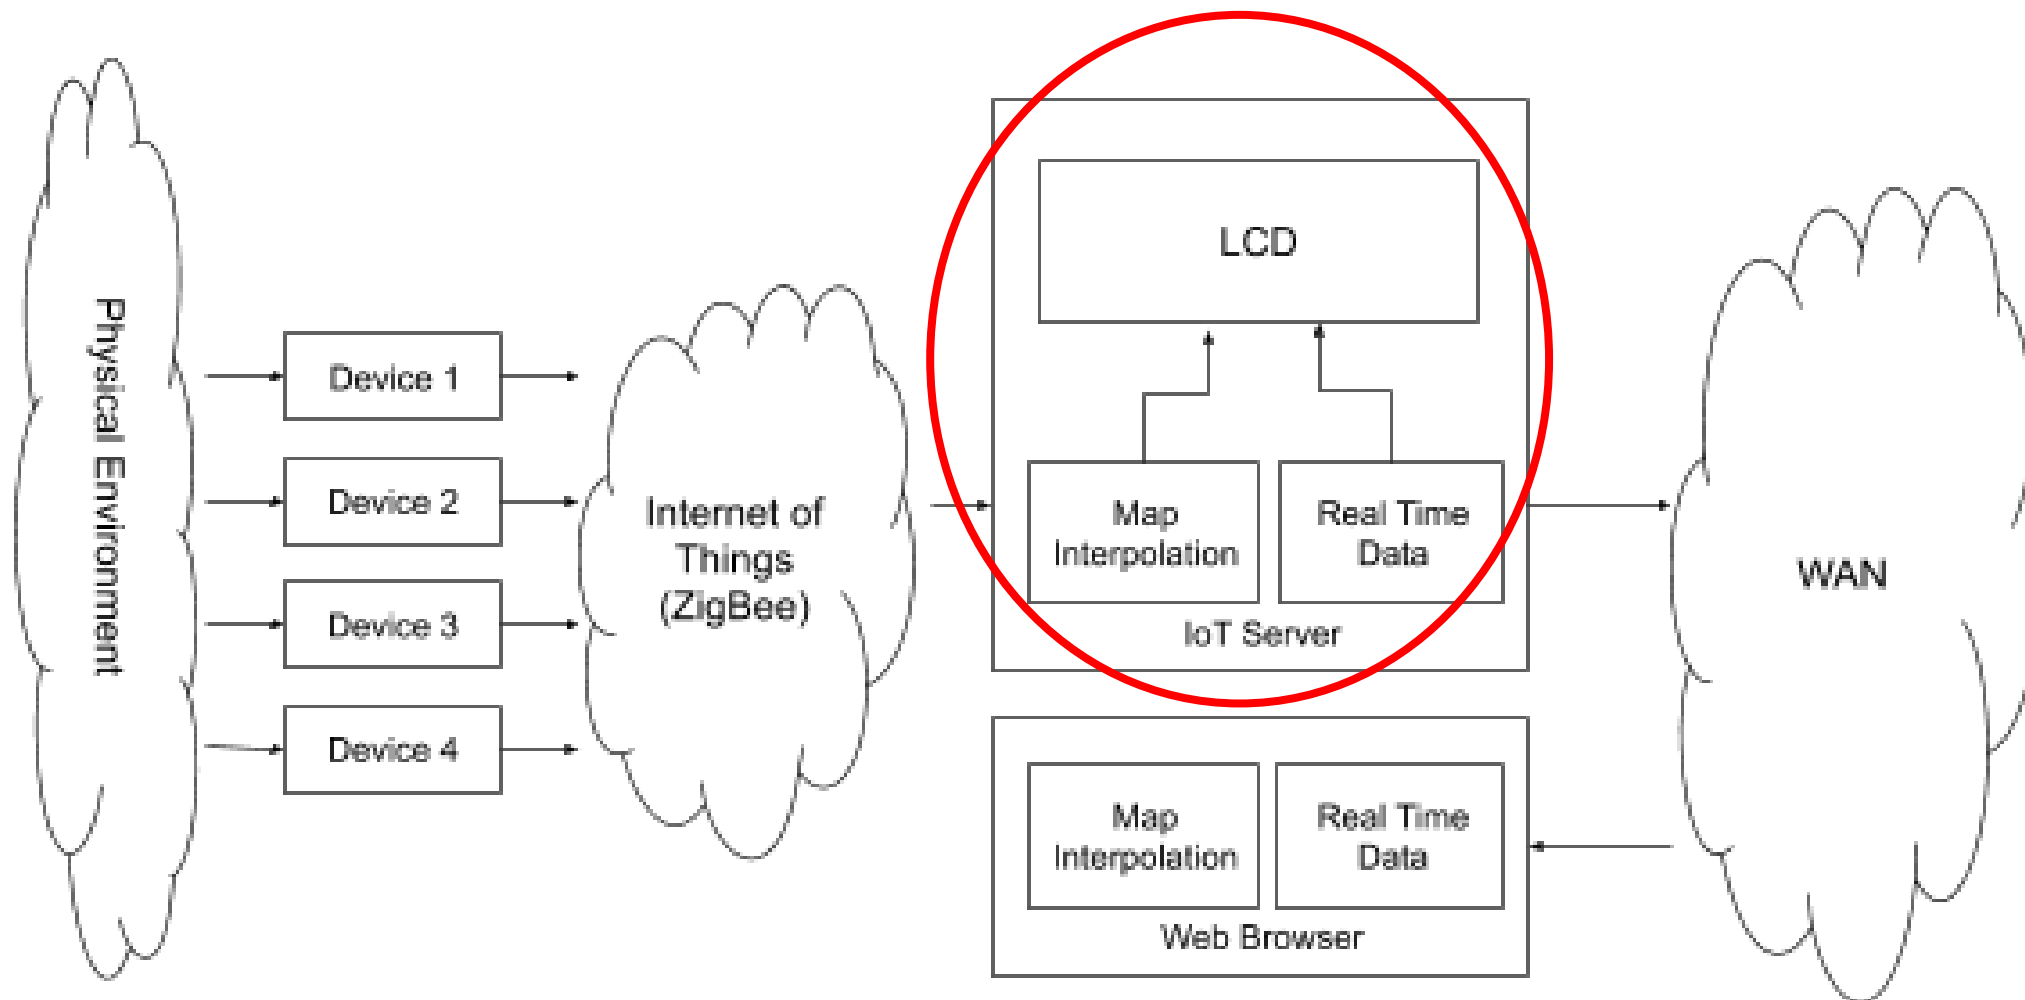 Physical Environment
Device 1
Device 2
Device 3
Device 4
Internet of
Things
(ZigBee)
LCD
Map
Interpolation
Real Time
Data
IoT Server
Map
Interpolation
Real Time
Data
Web Browser
WAN